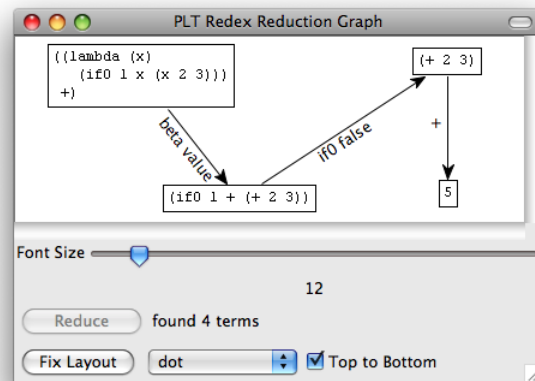 PLT Redex Reduction Graph
((lambda (x)
(if0 1 x (x 2 3)))
+)
(+ 2 3)
beta value
if0 false
+
(if0 1 + (+ 2 3))
5
Font Size
12
Reduce found 4 terms
Fix Layout dot Top to Bottom